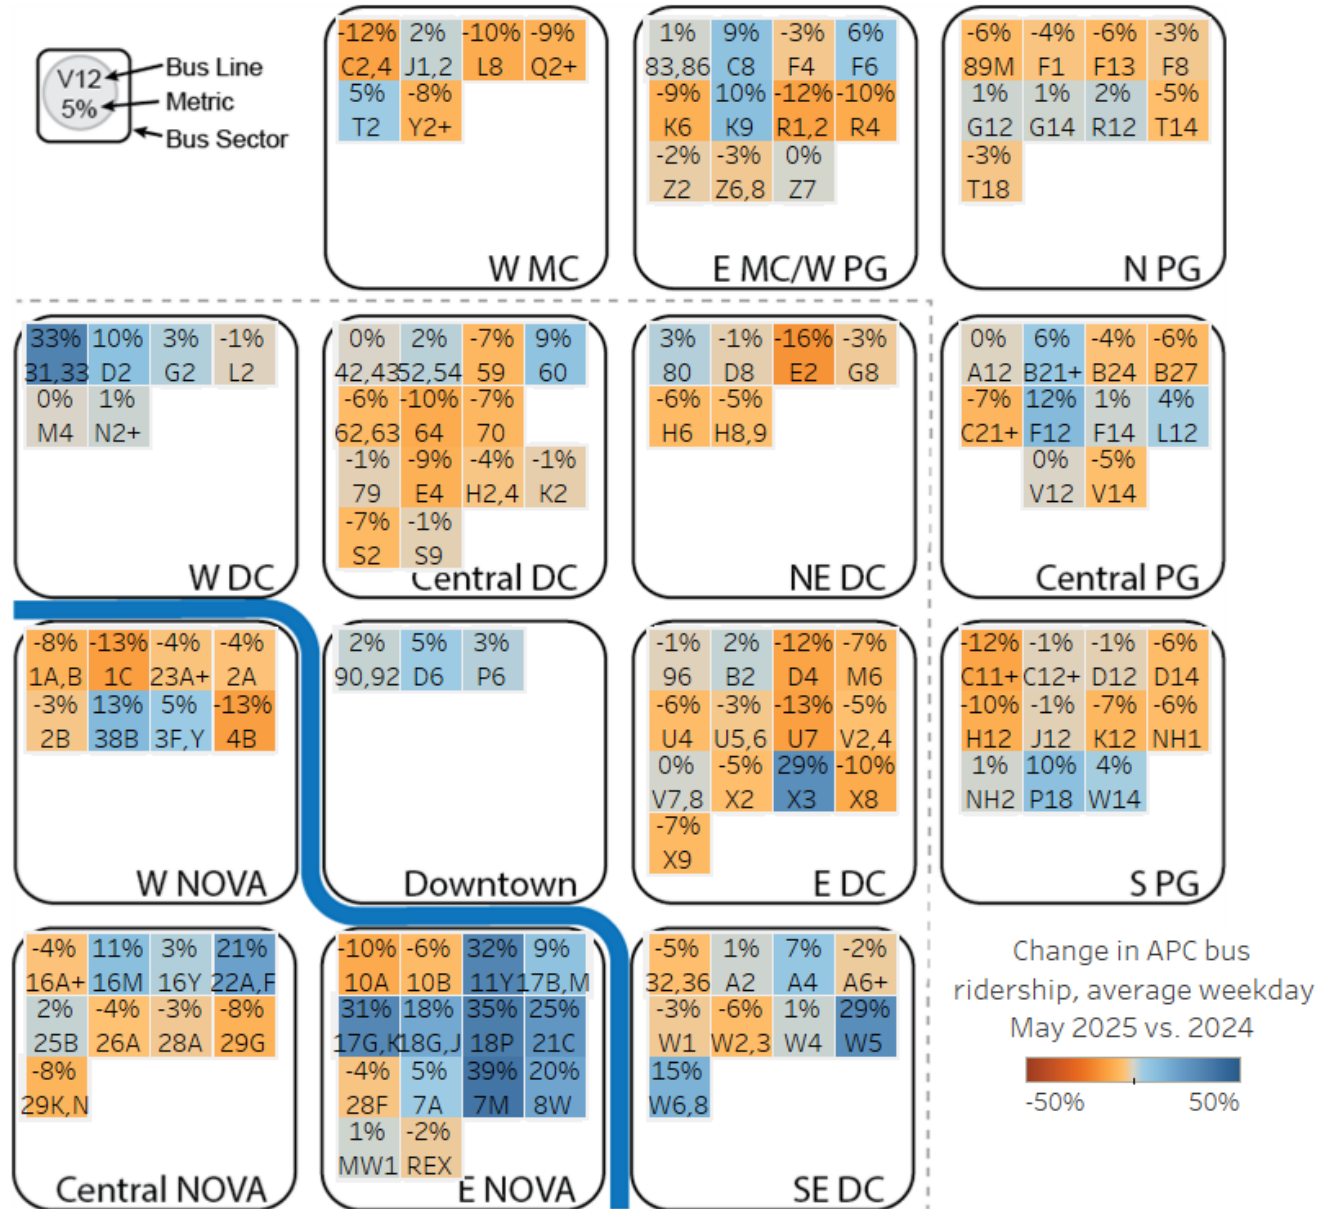 V12
5%
Bus Line
Metric
Bus Sector
-12% 2% -10% -9%
C2,4 J1,2 L8 Q2+
5% -8%
T2 Y2+
W MC
1% 9% -3% 6%
83,86 C8 F4 F6
-9% 10% -12% -10%
K6 K9 R1,2 R4
-2% -3% 0%
Z2 Z6,8 Z7
E MC/W PG
-6% -4% -6% -3%
89M F1 F13 F8
1% 1% 2% -5%
G12 G14 R12 T14
-3%
T18
N PG
33% 10% 3% -1%
31,33 D2 G2 L2
0% 1%
M4 N2+
W DC
0% 2% -7% 9%
42,43 52,54 59 60
-6% -10% -7%
62,63 64 70
-1% -9% -4% -1%
79 E4 H2,4 K2
-7% -1%
S2 S9
Central DC
3% -1% -16% -3%
80 D8 E2 G8
-6% -5%
H6 H8,9
NE DC
0% 6% -4% -6%
A12 B21+ B24 B27
-7% 12% 1% 4%
C21+ F12 F14 L12
0% -5%
V12 V14
Central PG
-8% -13% -4% -4%
1A,B 1C 23A+ 2A
-3% 13% 5% -13%
2B 38B 3F,Y 4B
W NOVA
2% 5% 3%
90,92 D6 P6
Downtown
-1% 2% -12% -7%
96 B2 D4 M6
-6% -3% -13% -5%
U4 U5,6 U7 V2,4
0% -5% 29% -10%
V7,8 X2 X3 X8
-7%
X9
E DC
-12% -1% -1% -6%
C11+ C12+ D12 D14
-10% -1% -7% -6%
H12 J12 K12 NH1
1% 10% 4%
NH2 P18 W14
S PG
-4% 11% 3% 21%
16A+ 16M 16Y 22A,F
2% -4% -3% -8%
25B 26A 28A 29G
-8%
29K,N
Central NOVA
-10% -6% 32% 9%
10A 10B 11Y 17B,M
31% 18% 35% 25%
17G,K 18G,J 18P 21C
-4% 5% 39% 20%
28F 7A 7M 8W
1% -2%
MW1 REX
E NOVA
-5% 1% 7% -2%
32,36 A2 A4 A6+
-3% -6% 1% 29%
W1 W2,3 W4 W5
15%
W6,8
SE DC
Change in APC bus
ridership, average weekday
May 2025 vs. 2024
-50% 50%